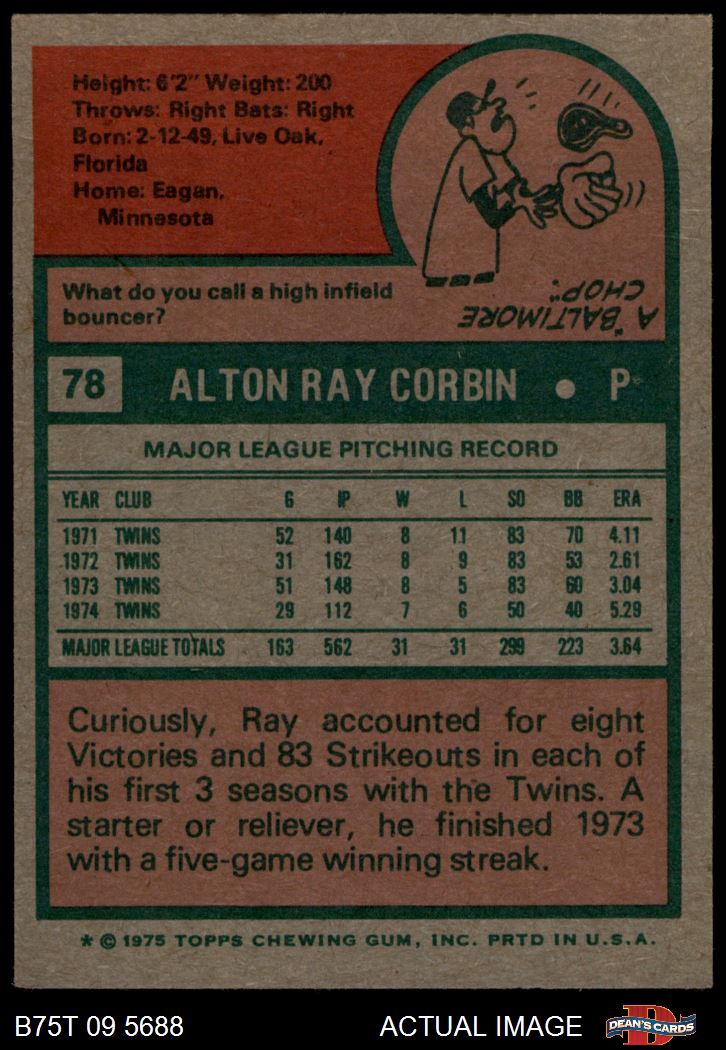 Height: 6'2" Weight: 200
Throws: Right Bats: Right
Born: 2-12-49, Live Oak,
Florida
Home: Eagan,
Minnesota
What do you call a high infield
bouncer?
A "BALTIMORE
CHOP".
78 ALTON RAY CORBIN • P
MAJOR LEAGUE PITCHING RECORD
YEAR CLUB G IP W L SO BB ERA
1971 TWINS 52 140 8 11 83 70 4.11
1972 TWINS 31 162 8 9 83 53 2.61
1973 TWINS 51 148 8 5 83 60 3.04
1974 TWINS 29 112 7 6 50 40 5.29
MAJOR LEAGUE TOTALS 163 562 31 31 299 223 3.64
Curiously, Ray accounted for eight
Victories and 83 Strikeouts in each of
his first 3 seasons with the Twins. A
starter or reliever, he finished 1973
with a five-game winning streak.
* © 1975 TOPPS CHEWING GUM, INC. PRTD IN U.S.A.
B75T 09 5688 ACTUAL IMAGE DEAN'S CARDS